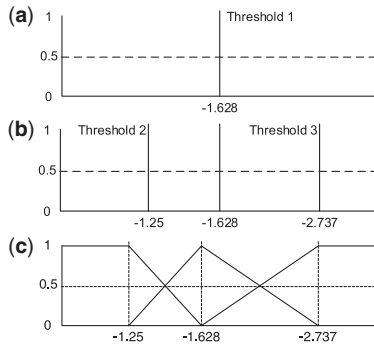 (a)
1
Threshold 1
0.5
0
-1.628
(b)
1
Threshold 2
Threshold 3
0.5
0
-1.25
-1.628
-2.737
(c)
1
0.5
0
-1.25
-1.628
-2.737